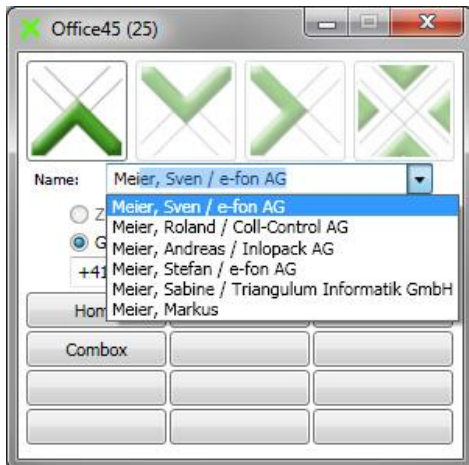 Office45 (25)
Name: Meier, Sven / e-fon AG
Meier, Sven / e-fon AG
Meier, Roland / Coll-Control AG
Meier, Andreas / Inlopack AG
Meier, Stefan / e-fon AG
Meier, Sabine / Triangulum Informatik GmbH
Meier, Markus
Z
G
+41
Hom
Combox